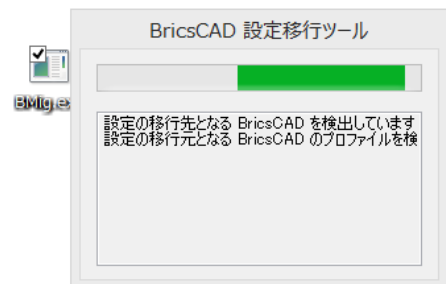 BricsCAD 設定移行ツール
BMig.ex
設定の移行先となる BricsCAD を検出しています
設定の移行元となる BricsCAD のプロファイルを検